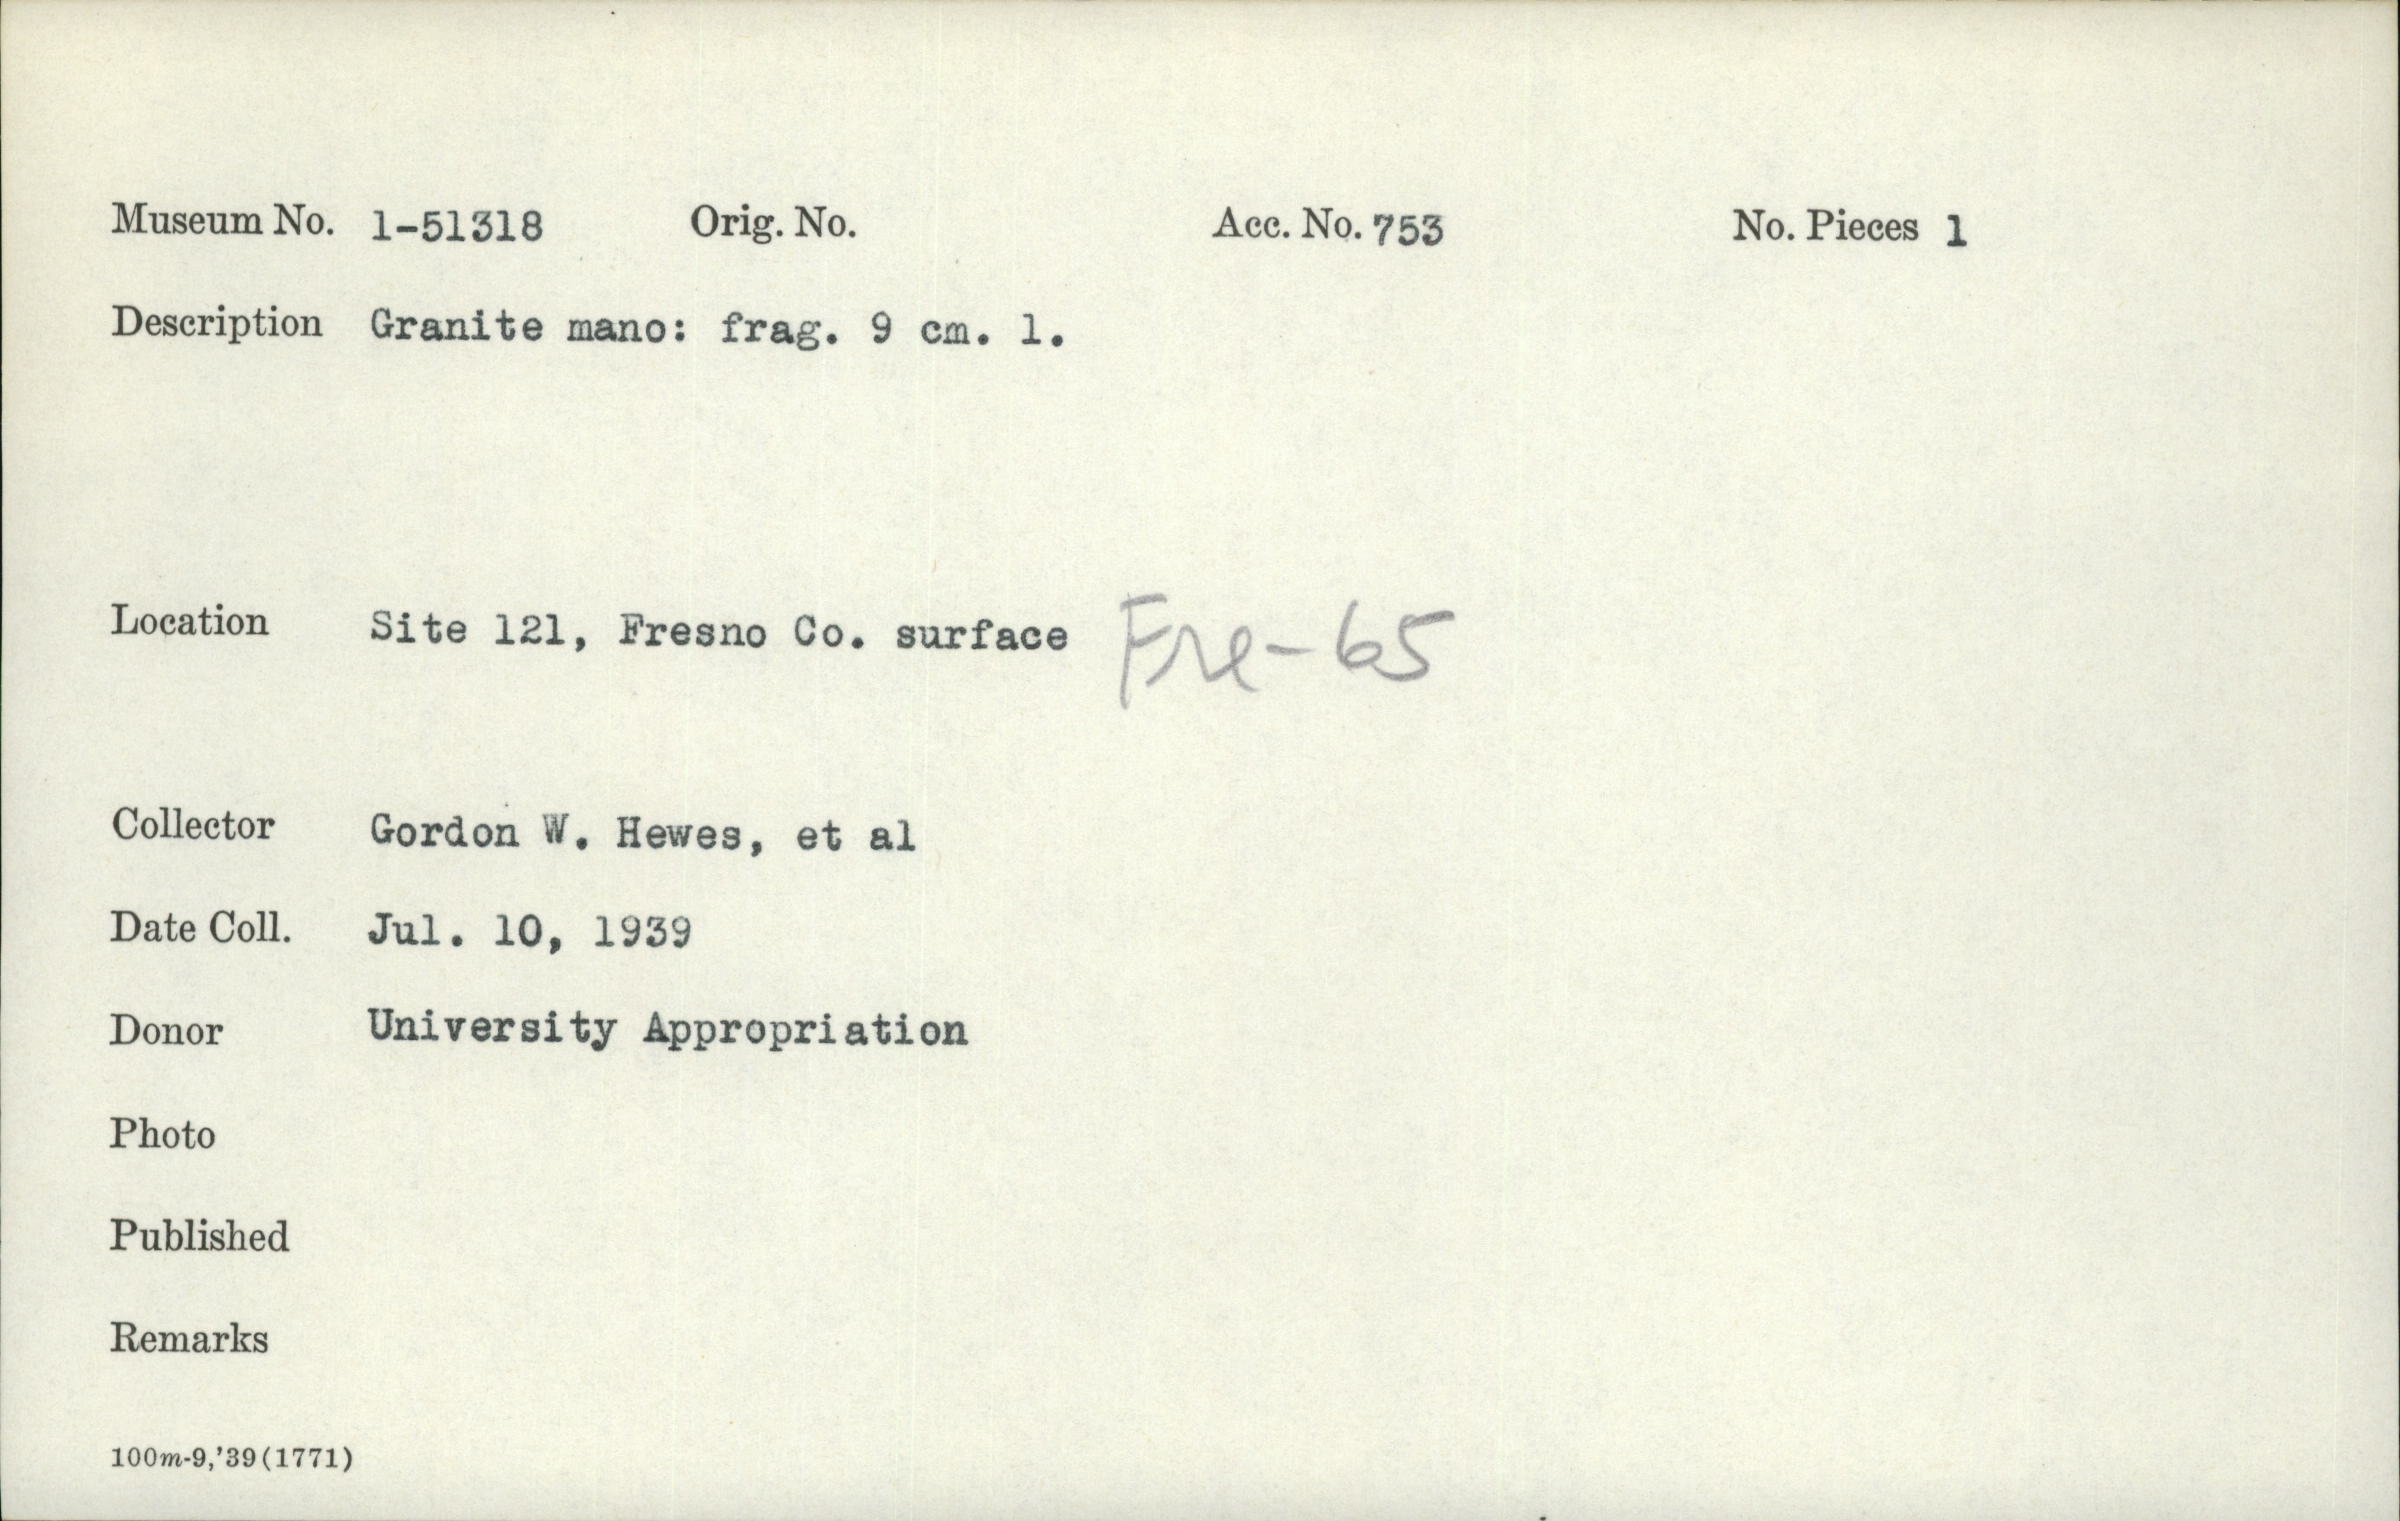 Museum No. 1-51318 Orig. No. Acc. No. 753 No. Pieces 1
Description Granite mano: frag. 9 cm. l.
Location Site 121, Fresno Co. surface Fre-65
Collector Gordon W. Hewes, et al
Date Coll. Jul. 10, 1939
Donor University Appropriation
Photo
Published
Remarks
100m-9,'39(1771)